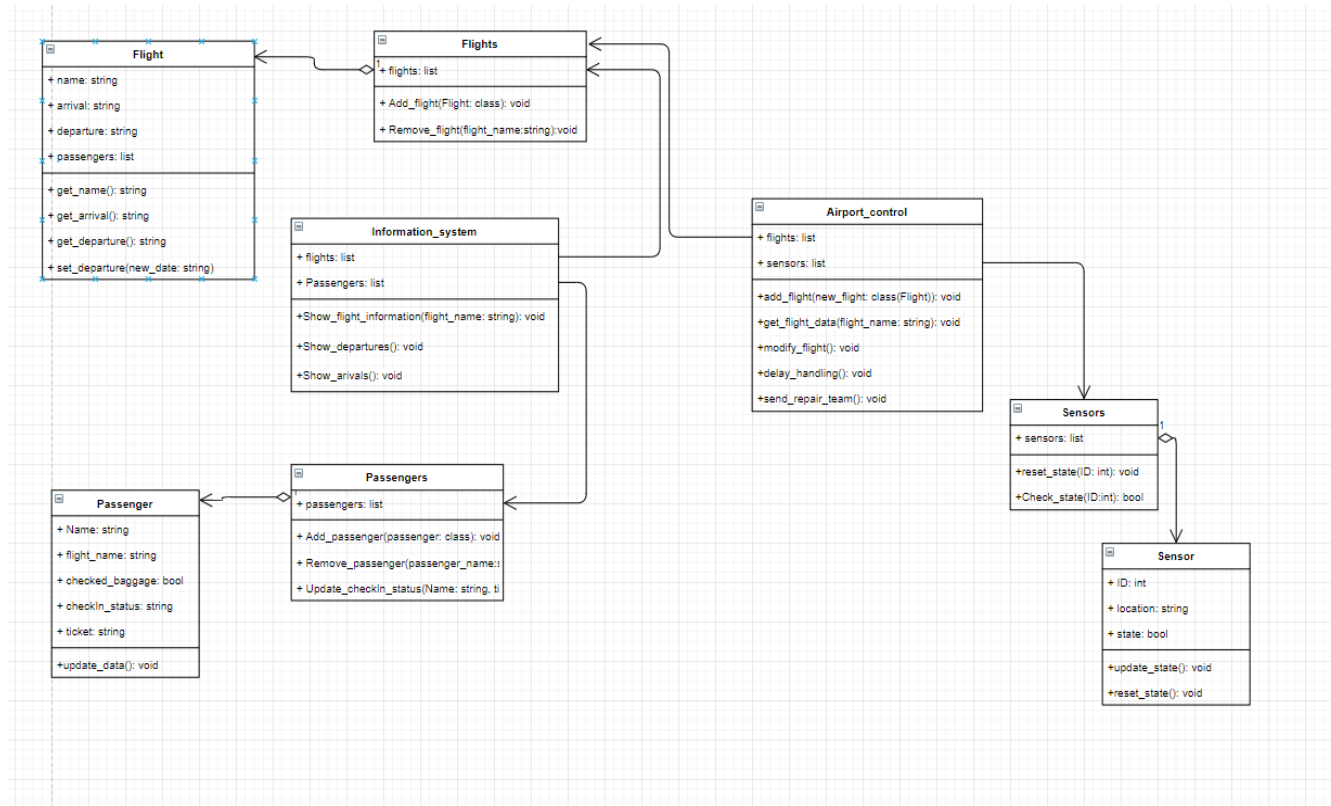 Flight
+ name: string
+ arrival: string
+ departure: string
+ passengers: list
+ get_name(): string
+ get_arrival(): string
+ get_departure(): string
+ set_departure(new_date: string)
Flights
1
+ flights: list
+ Add_flight(Flight: class): void
+ Remove_flight(flight_name:string):void
Information_system
+ flights: list
+ Passengers: list
+Show_flight_information(flight_name: string): void
+Show_departures(): void
+Show_arivals(): void
Airport_control
+ flights: list
+ sensors: list
+add_flight(new_flight: class(Flight)): void
+get_flight_data(flight_name: string): void
+modify_flight(): void
+delay_handling(): void
+send_repair_team(): void
Sensors
1
+ sensors: list
+reset_state(ID: int): void
+Check_state(ID:int): bool
Passengers
1
+ passengers: list
+ Add_passenger(passenger: class): void
+ Remove_passenger(passenger_name:s
+ Update_checkIn_status(Name: string, ti
Passenger
+ Name: string
+ flight_name: string
+ checked_baggage: bool
+ checkIn_status: string
+ ticket: string
+update_data(): void
Sensor
+ ID: int
+ location: string
+ state: bool
+update_state(): void
+reset_state(): void